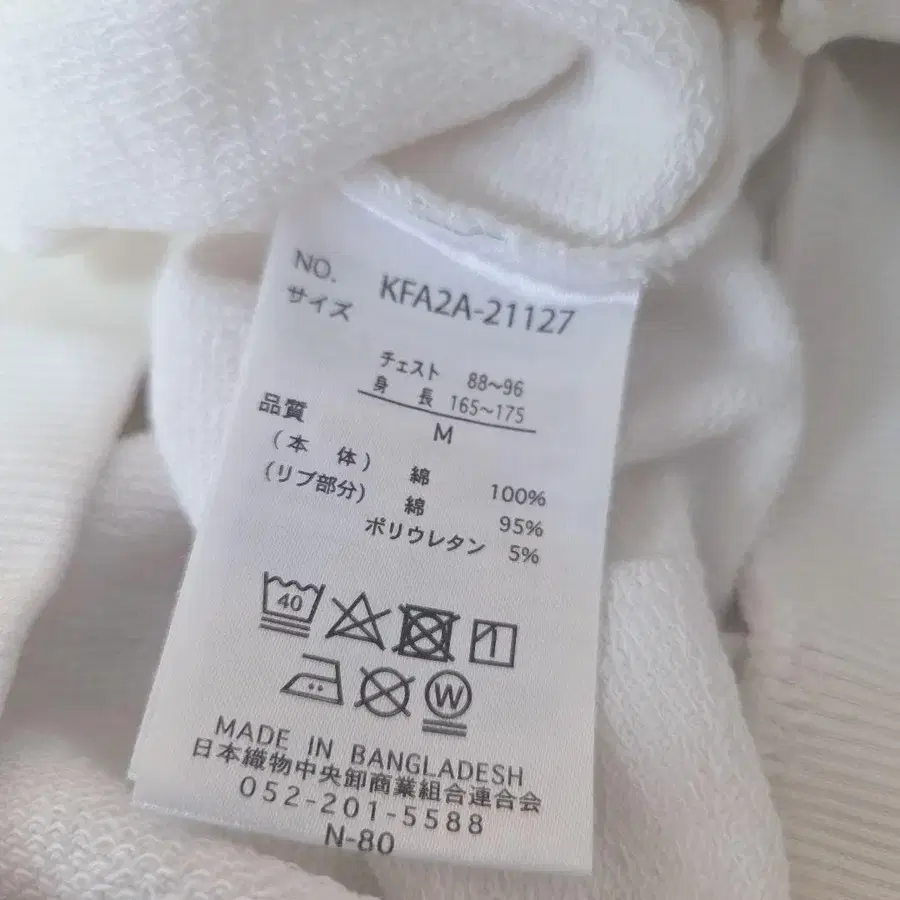 NO. KFA2A-21127
サイズ
チェスト 88~96
身長 165~175
M
品質
(本体) 綿 100%
(リブ部分) 綿 95%
ポリウレタン 5%
40
W
MADE IN BANGLADESH
日本織物中央卸商業組合連合会
052-201-5588
N-80